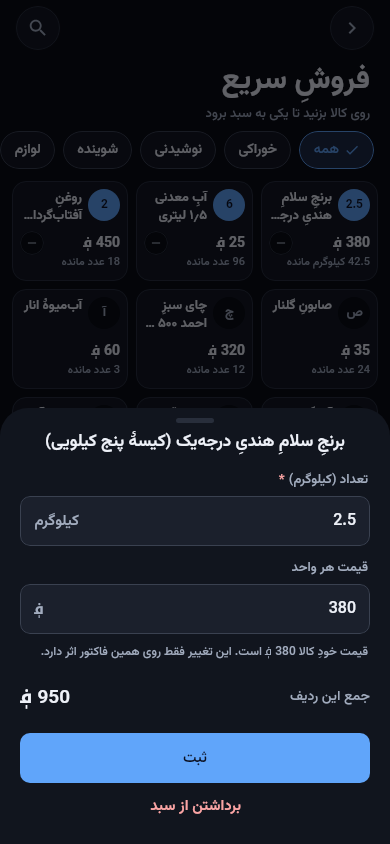 فروشِ سریع
روی کالا بزنید تا یکی به سبد برود
همه
خوراکی
نوشیدنی
شوینده
لوازم
2.5
برنجِ سلامِ
هندیِ درجـ...
380 ؋
42.5 کیلوگرم مانده
6
آبِ معدنی
۱٫۵ لیتری
25 ؋
96 عدد مانده
2
روغنِ
آفتاب‌گردا...
450 ؋
18 عدد مانده
ص
صابونِ گلنار
35 ؋
24 عدد مانده
چ
چای سبزِ
احمد ۵۰۰ ...
320 ؋
12 عدد مانده
آ
آب‌میوهٔ انار
60 ؋
3 عدد مانده
برنجِ سلامِ هندیِ درجه‌یک (کیسهٔ پنج کیلویی)
تعداد (کیلوگرم) *
2.5
کیلوگرم
قیمت هر واحد
380
؋
قیمت خودِ کالا 380 ؋ است. این تغییر فقط روی همین فاکتور اثر دارد.
جمع این ردیف
950 ؋
ثبت
برداشتن از سبد